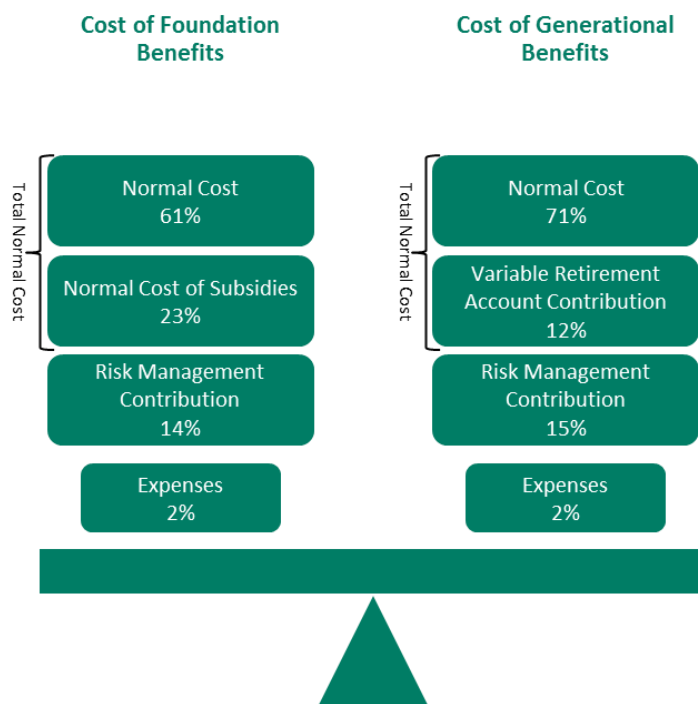 Cost of Foundation
Benefits
Total Normal Cost
Normal Cost
61%
Normal Cost of Subsidies
23%
Risk Management
Contribution
14%
Expenses
2%
Cost of Generational
Benefits
Total Normal Cost
Normal Cost
71%
Variable Retirement
Account Contribution
12%
Risk Management
Contribution
15%
Expenses
2%